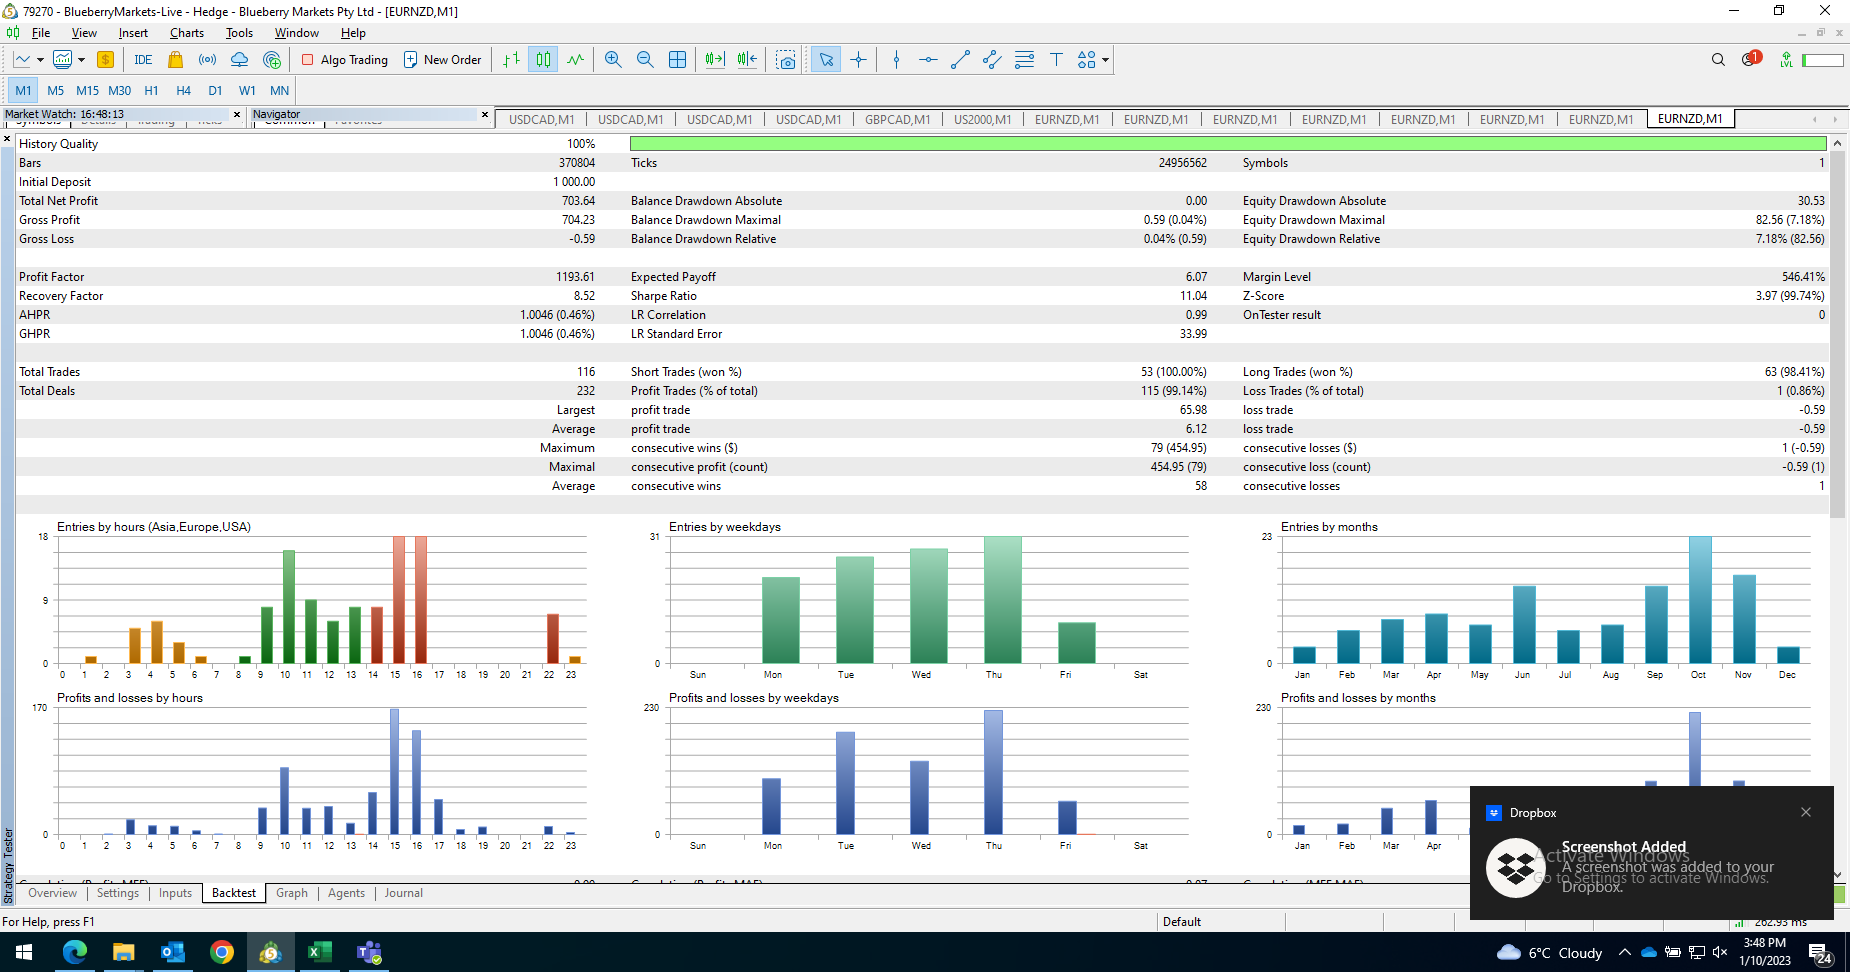 79270 - BlueberryMarkets-Live - Hedge - Blueberry Markets Pty Ltd - [EURNZD,M1]
File View Insert Charts Tools Window Help
IDE Algo Trading New Order 1 LVL
M1 M5 M15 M30 H1 H4 D1 W1 MN
Market Watch: 16:48:13 Navigator
USDCAD,M1 USDCAD,M1 USDCAD,M1 USDCAD,M1 GBPCAD,M1 US2000,M1 EURNZD,M1 EURNZD,M1 EURNZD,M1 EURNZD,M1 EURNZD,M1 EURNZD,M1 EURNZD,M1 EURNZD,M1
History Quality 100%
Bars 370804 Ticks 24956562 Symbols 1
Initial Deposit 1 000.00
Total Net Profit 703.64 Balance Drawdown Absolute 0.00 Equity Drawdown Absolute 30.53
Gross Profit 704.23 Balance Drawdown Maximal 0.59 (0.04%) Equity Drawdown Maximal 82.56 (7.18%)
Gross Loss -0.59 Balance Drawdown Relative 0.04% (0.59) Equity Drawdown Relative 7.18% (82.56)
Profit Factor 1193.61 Expected Payoff 6.07 Margin Level 546.41%
Recovery Factor 8.52 Sharpe Ratio 11.04 Z-Score 3.97 (99.74%)
AHPR 1.0046 (0.46%) LR Correlation 0.99 OnTester result 0
GHPR 1.0046 (0.46%) LR Standard Error 33.99
Total Trades 116 Short Trades (won %) 53 (100.00%) Long Trades (won %) 63 (98.41%)
Total Deals 232 Profit Trades (% of total) 115 (99.14%) Loss Trades (% of total) 1 (0.86%)
Largest profit trade 65.98 loss trade -0.59
Average profit trade 6.12 loss trade -0.59
Maximum consecutive wins ($) 79 (454.95) consecutive losses ($) 1 (-0.59)
Maximal consecutive profit (count) 454.95 (79) consecutive loss (count) -0.59 (1)
Average consecutive wins 58 consecutive losses 1
Entries by hours (Asia,Europe,USA) Entries by weekdays Entries by months
18 31 23
9
0 0 0
0 1 2 3 4 5 6 7 8 9 10 11 12 13 14 15 16 17 18 19 20 21 22 23 Sun Mon Tue Wed Thu Fri Sat Jan Feb Mar Apr May Jun Jul Aug Sep Oct Nov Dec
Profits and losses by hours Profits and losses by weekdays Profits and losses by months
170 230 230
0 0 0
0 1 2 3 4 5 6 7 8 9 10 11 12 13 14 15 16 17 18 19 20 21 22 23 Sun Mon Tue Wed Thu Fri Sat Jan Feb Mar Apr
Dropbox
Screenshot Added
A screenshot was added to your
Dropbox.
Activate Windows
Go to Settings to activate Windows.
Strategy Tester
Overview Settings Inputs Backtest Graph Agents Journal
For Help, press F1 Default 262.93 ms
6°C Cloudy 3:48 PM
1/10/2023 24